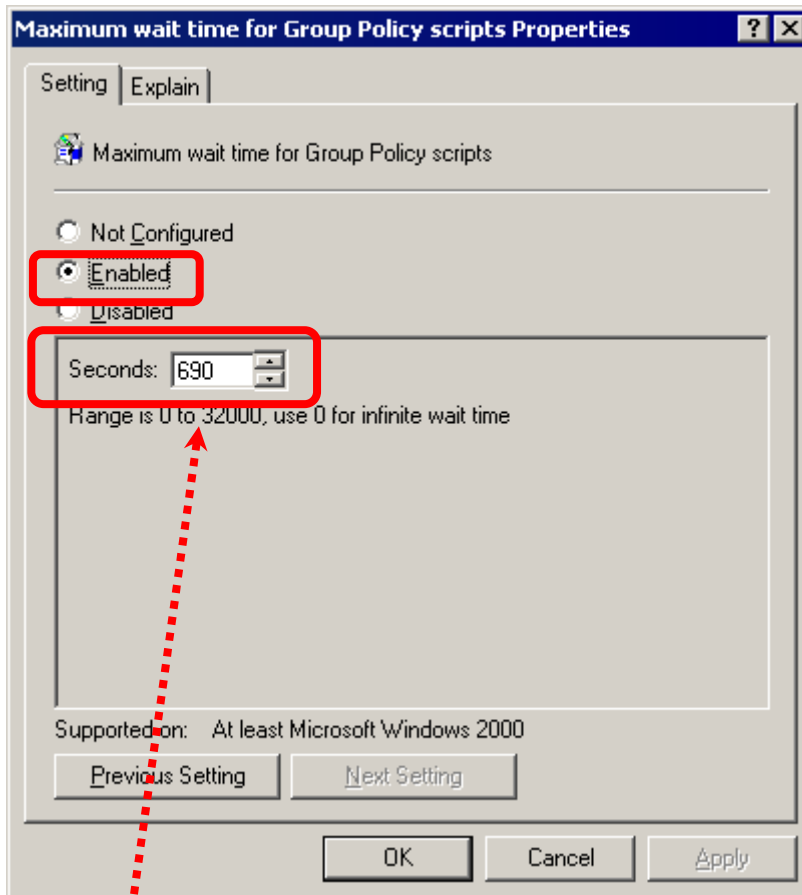 Maximum wait time for Group Policy scripts Properties
Setting Explain
Maximum wait time for Group Policy scripts
Not Configured
Enabled
Disabled
Seconds: 690
Range is 0 to 32000, use 0 for infinite wait time
Supported on: At least Microsoft Windows 2000
Previous Setting Next Setting
OK Cancel Apply